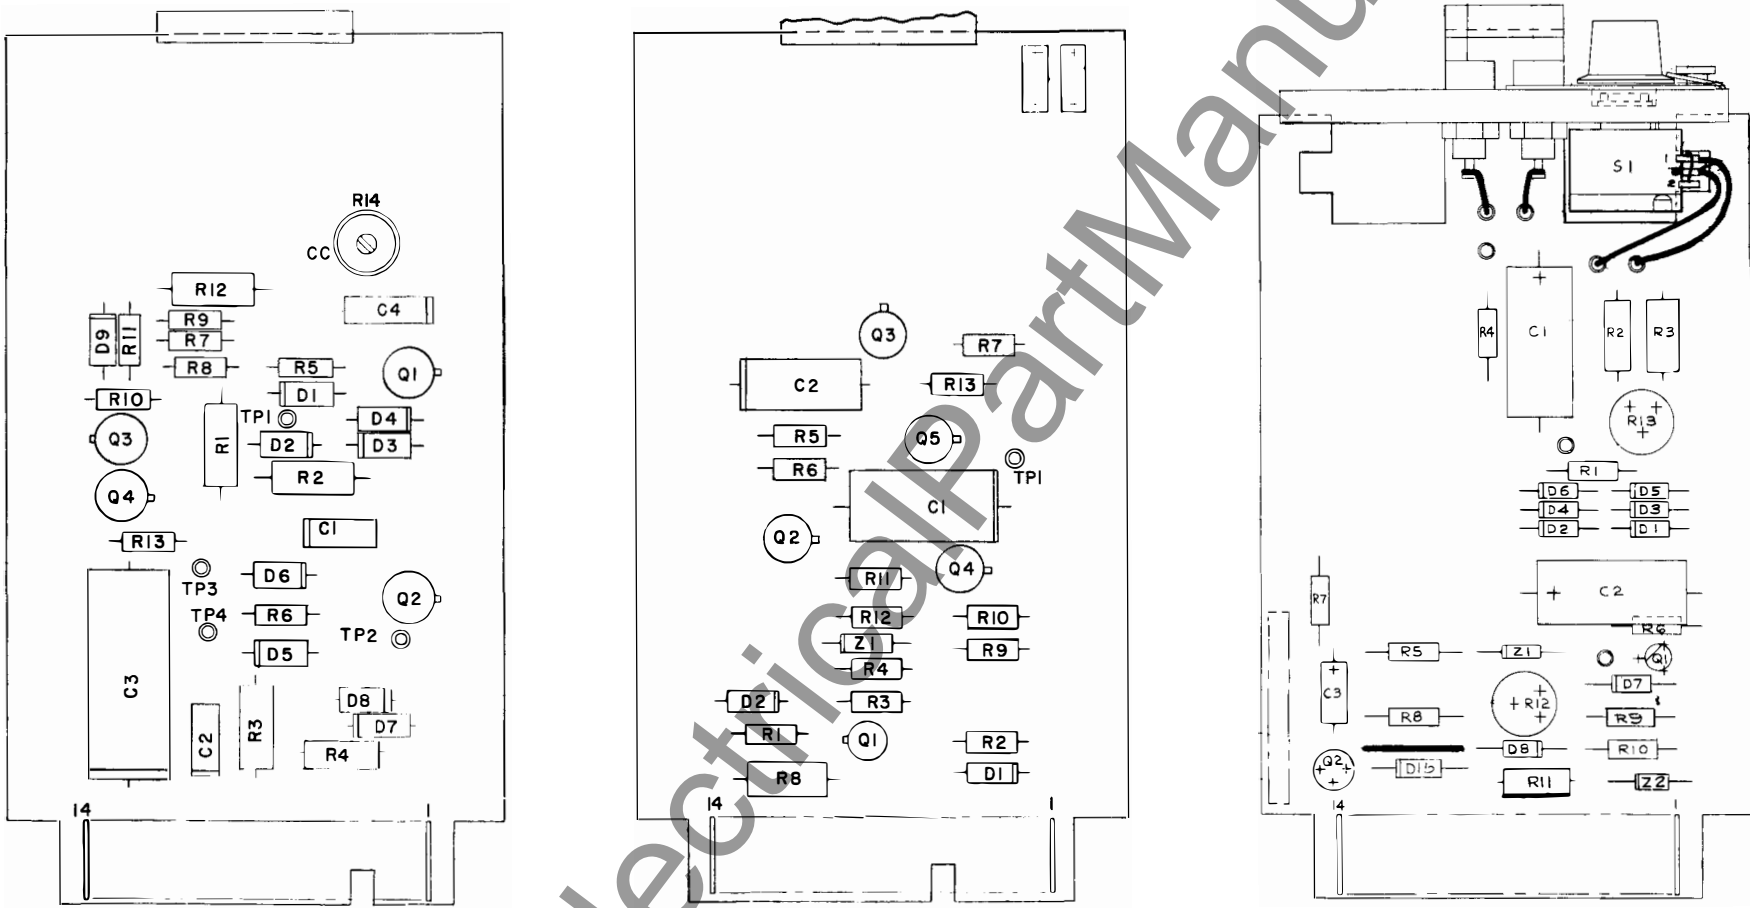 R14
CC
R12
C4
D9
R11
R9
R7
R8
R5
Q1
D1
R10
TP1
D4
Q3
R1
D2
D3
R2
Q4
C1
R13
TP3
D6
Q2
TP4
R6
TP2
D5
C3
D8
D7
C2
R3
R4
14
1
Q3
R7
C2
R13
R5
Q5
R6
TP1
C1
Q2
Q4
R11
R12
R10
Z1
R9
R4
D2
R3
R1
Q1
R2
R8
D1
14
1
S1
1
2
R4
C1
R2
R3
R13
R1
D6
D5
D4
D3
D2
D1
R7
C2
R6
R5
Z1
Q1
C3
D7
R12
R8
R9
D8
R10
Q2
R11
Z2
14
1
electricalPartManu